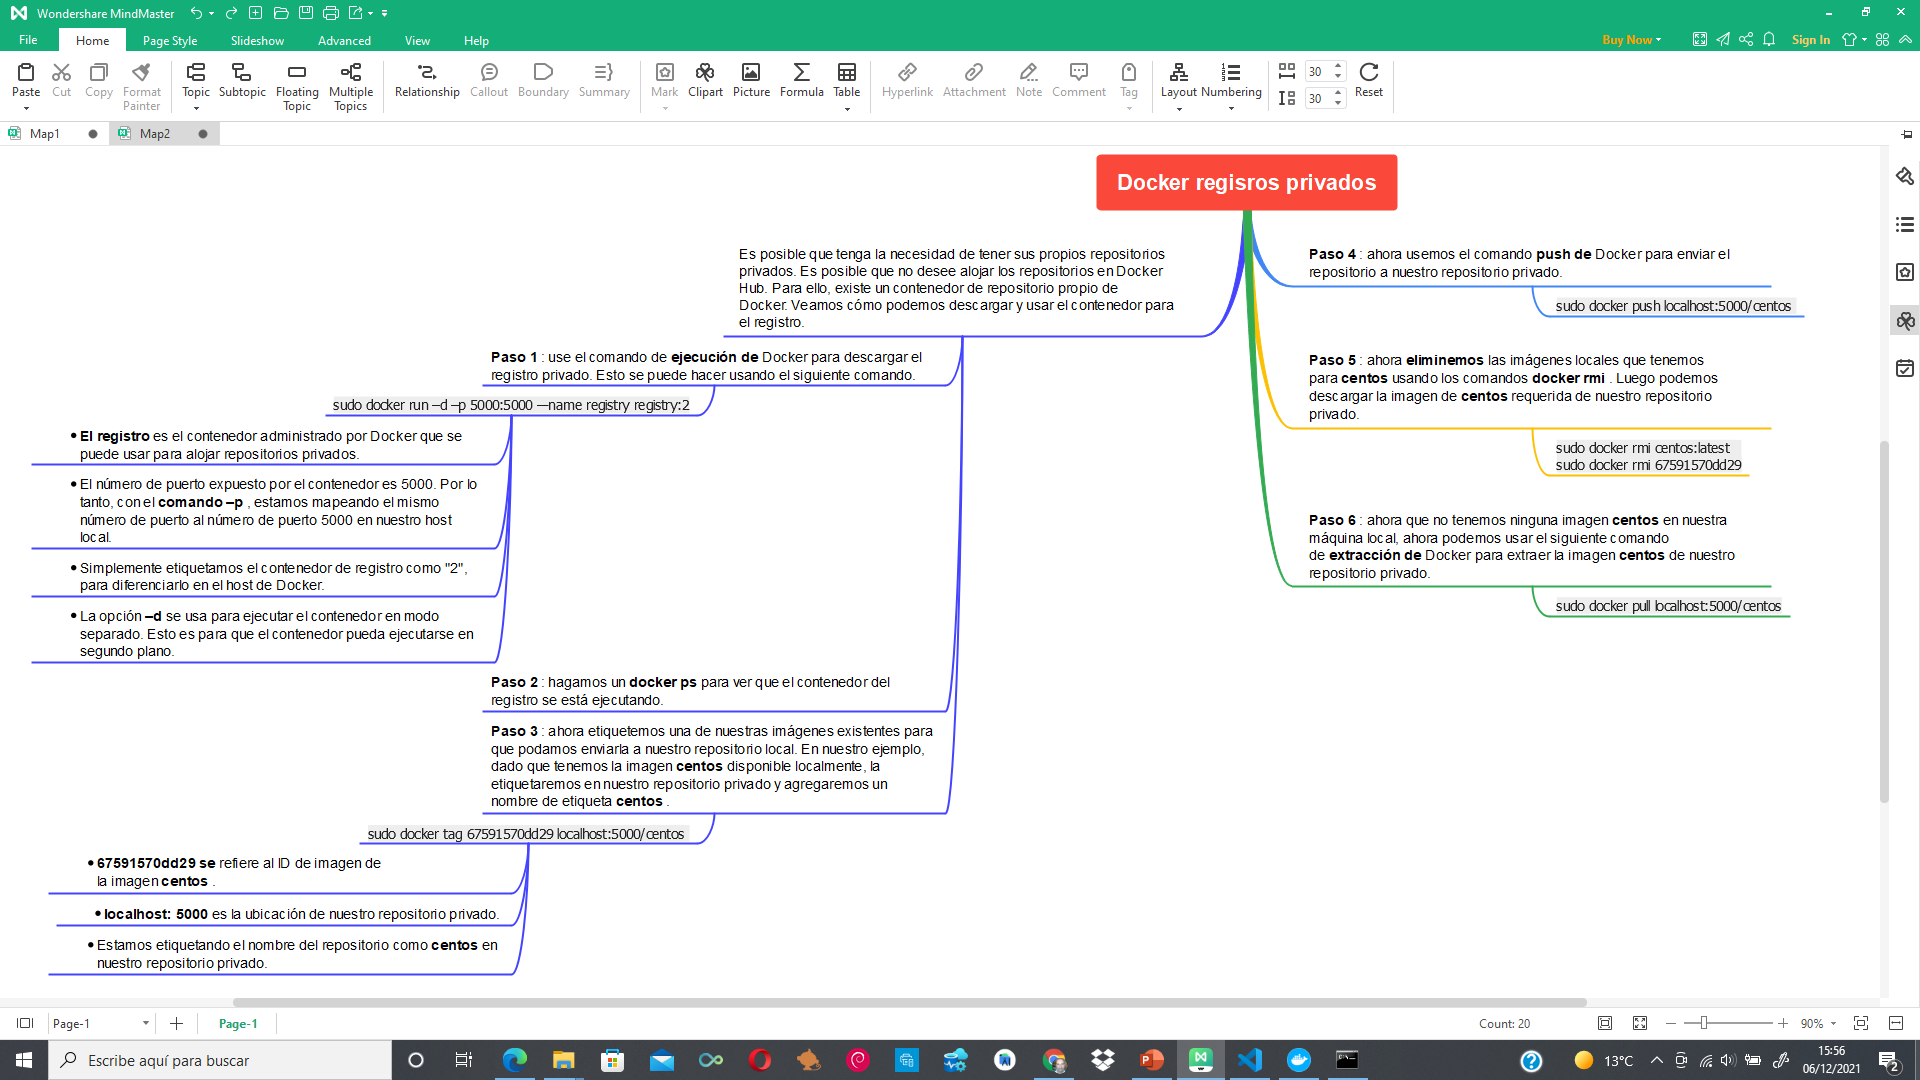 Wondershare MindMaster
File
Home
Page Style
Slideshow
Advanced
View
Help
Buy Now
Sign In
Paste
Cut
Copy
Format
Painter
Topic
Subtopic
Floating
Topic
Multiple
Topics
Relationship
Callout
Boundary
Summary
Mark
Clipart
Picture
Formula
Table
Hyperlink
Attachment
Note
Comment
Tag
Layout
Numbering
30
30
Reset
Map1
Map2
Docker regisros privados
Es posible que tenga la necesidad de tener sus propios repositorios
privados. Es posible que no desee alojar los repositorios en Docker
Hub. Para ello, existe un contenedor de repositorio propio de
Docker. Veamos cómo podemos descargar y usar el contenedor para
el registro.
Paso 1 : use el comando de ejecución de Docker para descargar el
registro privado. Esto se puede hacer usando el siguiente comando.
sudo docker run –d –p 5000:5000 –-name registry registry:2
• El registro es el contenedor administrado por Docker que se
puede usar para alojar repositorios privados.
• El número de puerto expuesto por el contenedor es 5000. Por lo
tanto, con el comando –p , estamos mapeando el mismo
número de puerto al número de puerto 5000 en nuestro host
local.
• Simplemente etiquetamos el contenedor de registro como "2",
para diferenciarlo en el host de Docker.
• La opción –d se usa para ejecutar el contenedor en modo
separado. Esto es para que el contenedor pueda ejecutarse en
segundo plano.
Paso 2 : hagamos un docker ps para ver que el contenedor del
registro se está ejecutando.
Paso 3 : ahora etiquetemos una de nuestras imágenes existentes para
que podamos enviarla a nuestro repositorio local. En nuestro ejemplo,
dado que tenemos la imagen centos disponible localmente, la
etiquetaremos en nuestro repositorio privado y agregaremos un
nombre de etiqueta centos .
sudo docker tag 67591570dd29 localhost:5000/centos
• 67591570dd29 se refiere al ID de imagen de
la imagen centos .
• localhost: 5000 es la ubicación de nuestro repositorio privado.
• Estamos etiquetando el nombre del repositorio como centos en
nuestro repositorio privado.
Paso 4 : ahora usemos el comando push de Docker para enviar el
repositorio a nuestro repositorio privado.
sudo docker push localhost:5000/centos
Paso 5 : ahora eliminemos las imágenes locales que tenemos
para centos usando los comandos docker rmi . Luego podemos
descargar la imagen de centos requerida de nuestro repositorio
privado.
sudo docker rmi centos:latest
sudo docker rmi 67591570dd29
Paso 6 : ahora que no tenemos ninguna imagen centos en nuestra
máquina local, ahora podemos usar el siguiente comando
de extracción de Docker para extraer la imagen centos de nuestro
repositorio privado.
sudo docker pull localhost:5000/centos
Page-1
Page-1
Count: 20
90%
Escribe aquí para buscar
13°C
15:56
06/12/2021
2